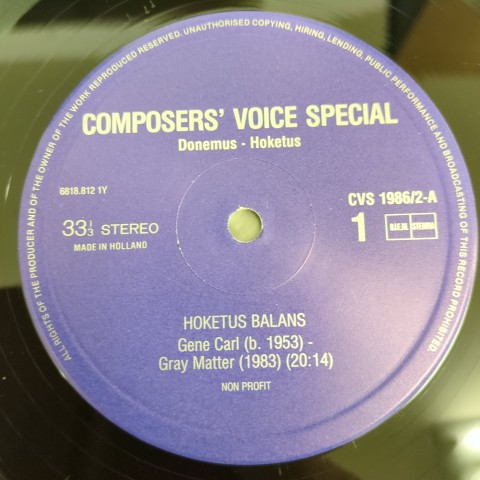 ALL RIGHTS OF THE PRODUCER AND OF THE OWNER OF THE WORK REPRODUCED RESERVED. UNAUTHORISED COPYING, HIRING, LENDING, PUBLIC PERFORMANCE AND BROADCASTING OF THIS RECORD PROHIBITED.
COMPOSERS' VOICE SPECIAL
Donemus - Hoketus
6818.812 1Y
CVS 1986/2-A
33⅓ STEREO
1
STEMRA
MADE IN HOLLAND
HOKETUS BALANS
Gene Carl (b. 1953) -
Gray Matter (1983) (20:14)
NON PROFIT